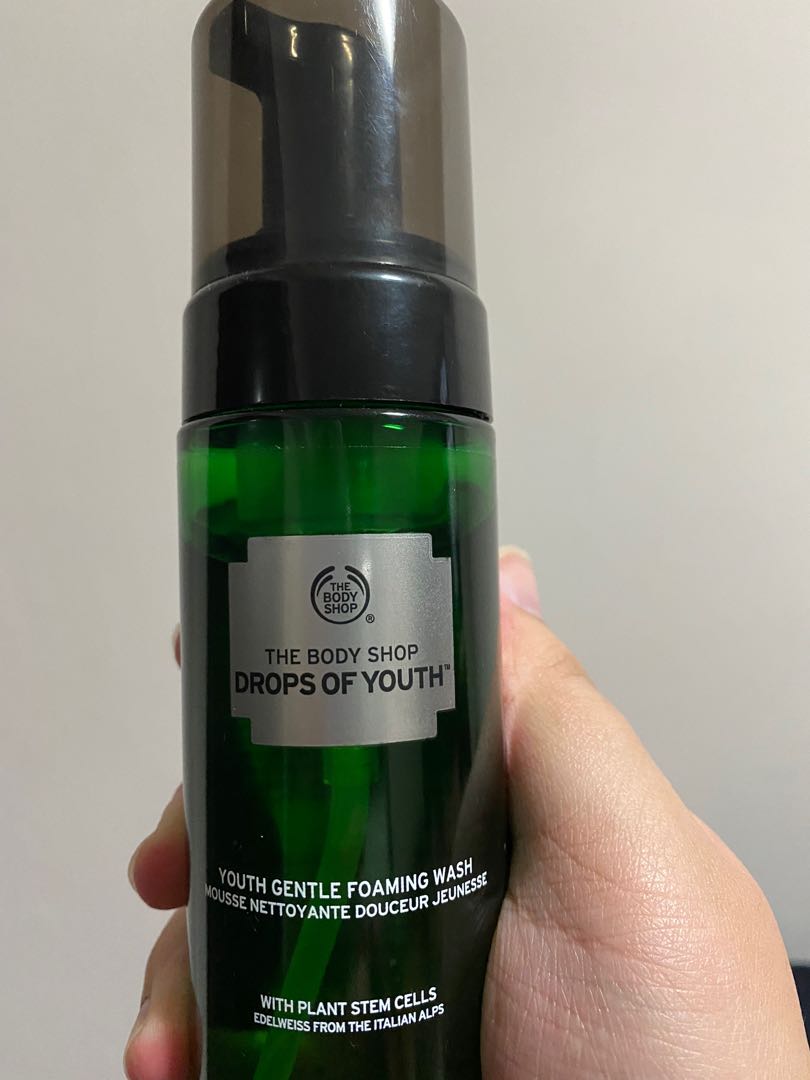 THE
BODY
SHOP
®
THE BODY SHOP
DROPS OF YOUTH™
YOUTH GENTLE FOAMING WASH
MOUSSE NETTOYANTE DOUCEUR JEUNESSE
WITH PLANT STEM CELLS
EDELWEISS FROM THE ITALIAN ALPS